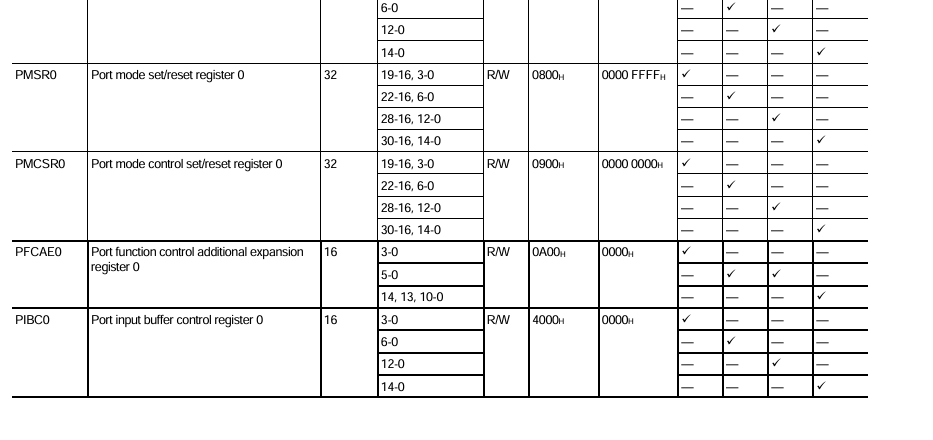 6-0 — ✓ — —
12-0 — — ✓ —
14-0 — — — ✓
PMSR0 Port mode set/reset register 0 32 19-16, 3-0 R/W 0800H 0000 FFFFH ✓ — — —
22-16, 6-0 — ✓ — —
28-16, 12-0 — — ✓ —
30-16, 14-0 — — — ✓
PMCSR0 Port mode control set/reset register 0 32 19-16, 3-0 R/W 0900H 0000 0000H ✓ — — —
22-16, 6-0 — ✓ — —
28-16, 12-0 — — ✓ —
30-16, 14-0 — — — ✓
PFCAE0 Port function control additional expansion 16 3-0 R/W 0A00H 0000H ✓ — — —
register 0 5-0 — ✓ ✓ —
14, 13, 10-0 — — — ✓
PIBC0 Port input buffer control register 0 16 3-0 R/W 4000H 0000H ✓ — — —
6-0 — ✓ — —
12-0 — — ✓ —
14-0 — — — ✓